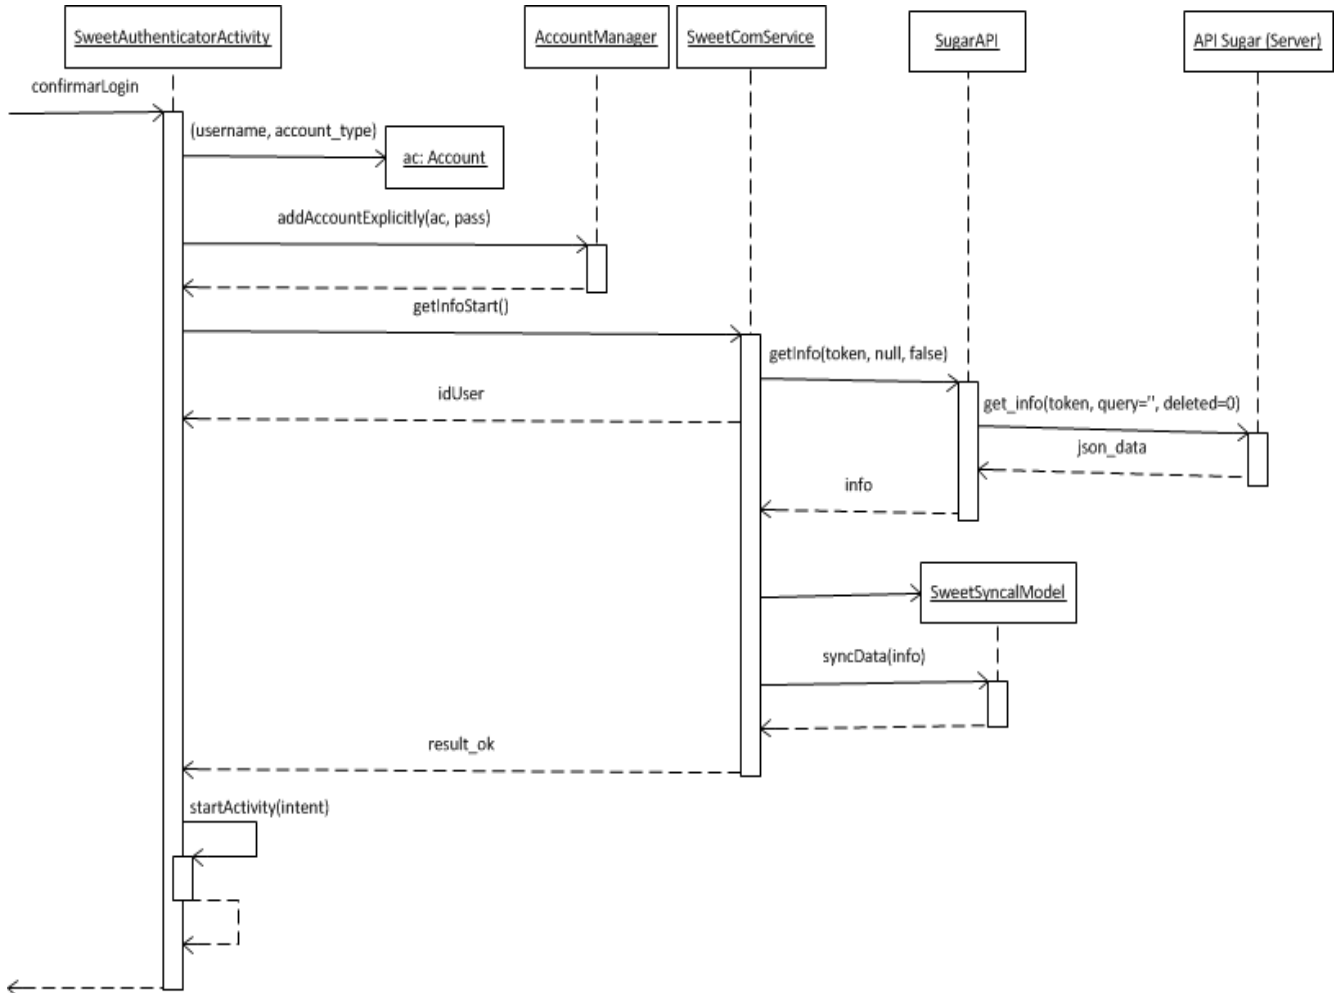 SweetAuthenticatorActivity
AccountManager
SweetComService
SugarAPI
API Sugar (Server)
confirmarLogin
(username, account_type)
ac: Account
addAccountExplicitly(ac, pass)
getInfoStart()
getInfo(token, null, false)
idUser
get_info(token, query='', deleted=0)
json_data
info
SweetSyncalModel
syncData(info)
result_ok
startActivity(intent)